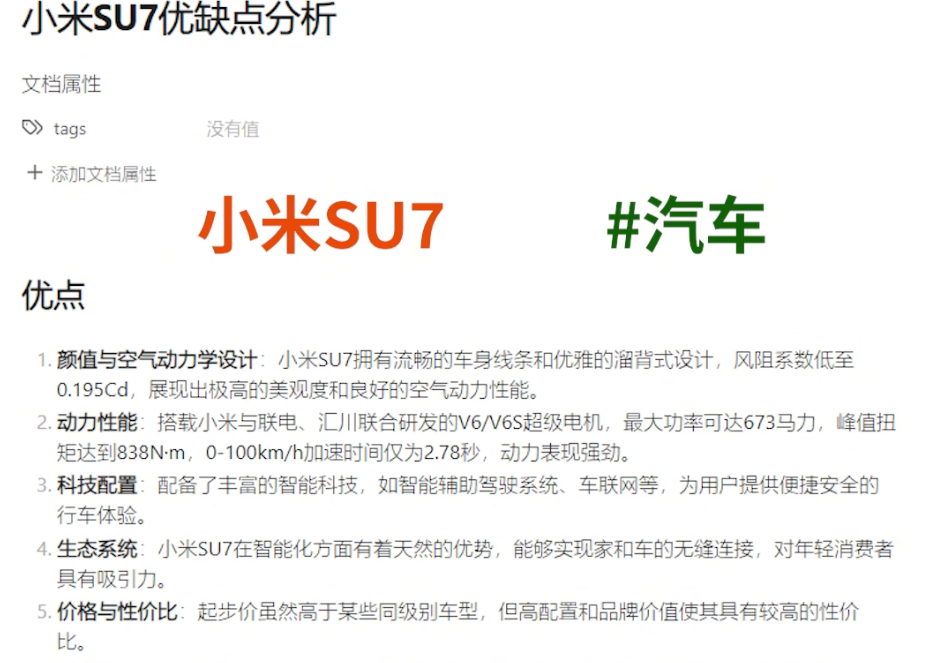 小米SU7优缺点分析
文档属性
tags 没有值
+ 添加文档属性
小米SU7 #汽车
优点
1. 颜值与空气动力学设计：小米SU7拥有流畅的车身线条和优雅的溜背式设计，风阻系数低至
0.195Cd，展现出极高的美观度和良好的空气动力性能。
2. 动力性能：搭载小米与联电、汇川联合研发的V6/V6S超级电机，最大功率可达673马力，峰值扭
矩达到838N·m，0-100km/h加速时间仅为2.78秒，动力表现强劲。
3. 科技配置：配备了丰富的智能科技，如智能辅助驾驶系统、车联网等，为用户提供便捷安全的
行车体验。
4. 生态系统：小米SU7在智能化方面有着天然的优势，能够实现家和车的无缝连接，对年轻消费者
具有吸引力。
5. 价格与性价比：起步价虽然高于某些同级别车型，但高配置和品牌价值使其具有较高的性价
比。